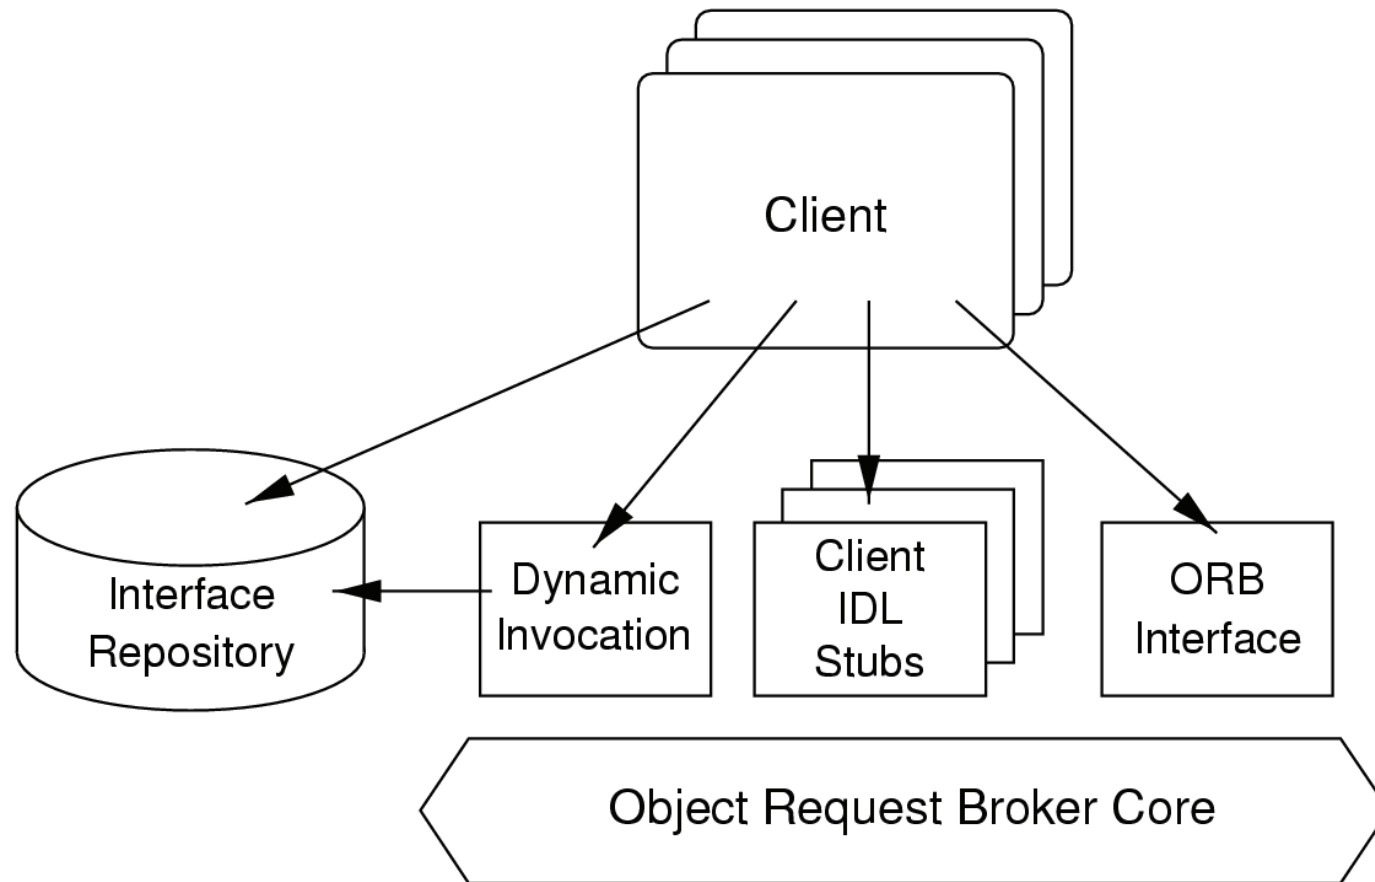 Client
Interface
Repository
Dynamic
Invocation
Client
IDL
Stubs
ORB
Interface
Object Request Broker Core